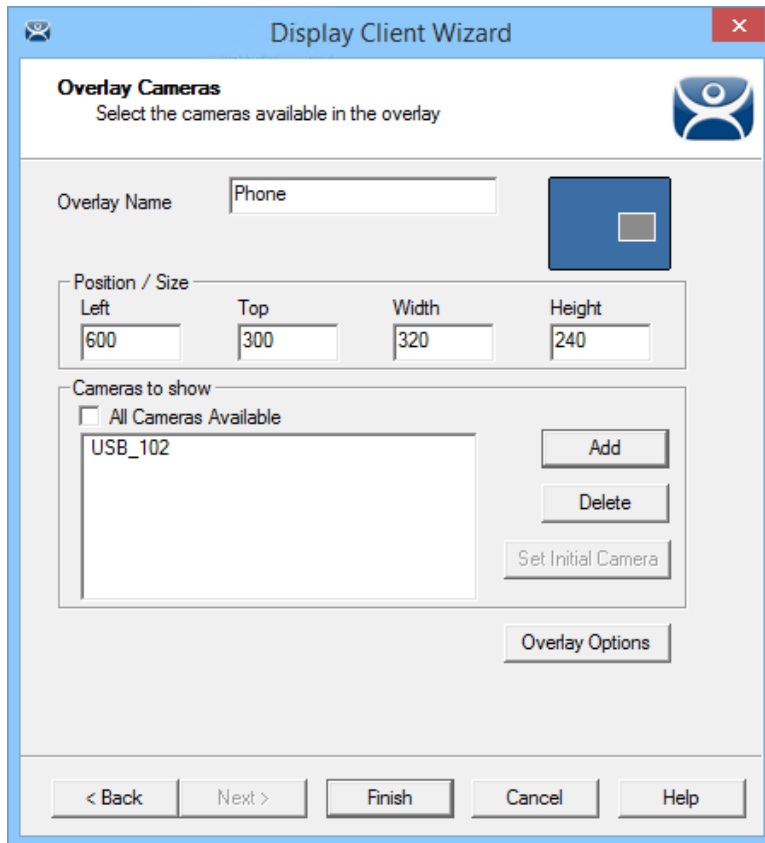 Display Client Wizard
Overlay Cameras
Select the cameras available in the overlay
Overlay Name Phone
Position / Size
Left Top Width Height
600 300 320 240
Cameras to show
All Cameras Available
USB_102
Add
Delete
Set Initial Camera
Overlay Options
< Back Next > Finish Cancel Help